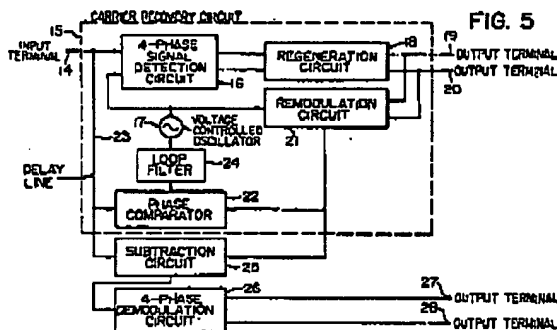 CARRIER RECOVERY CIRCUIT
FIG. 5
15
INPUT TERMINAL
14
4-PHASE SIGNAL DETECTION CIRCUIT
16
18
REGENERATION CIRCUIT
19
OUTPUT TERMINAL
OUTPUT TERMINAL
20
REMODULATION CIRCUIT
21
17
VOLTAGE CONTROLLED OSCILLATOR
23
LOOP FILTER
24
DELAY LINE
22
PHASE COMPARATOR
SUBTRACTION CIRCUIT
25
26
4-PHASE DEMODULATION CIRCUIT
27
OUTPUT TERMINAL
28
OUTPUT TERMINAL